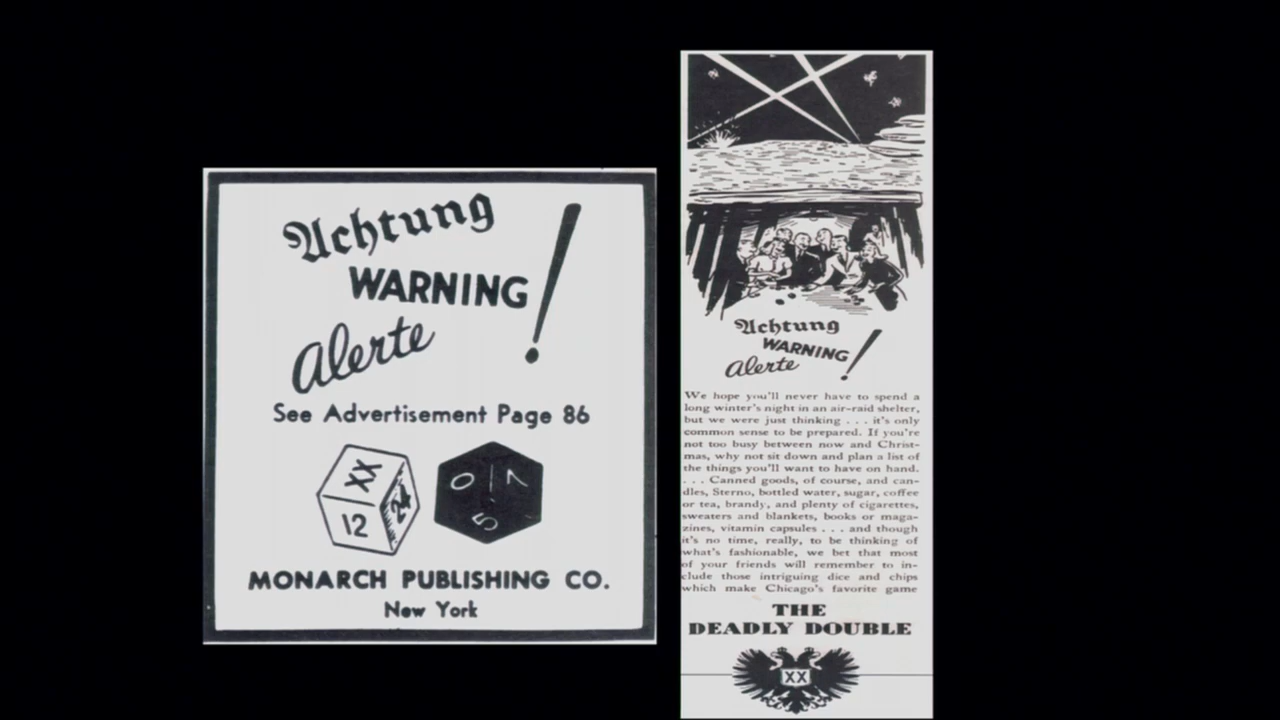 Achtung
WARNING!
Alerte
See Advertisement Page 86
XX
12
24
0
7
5
MONARCH PUBLISHING CO.
New York
Achtung
WARNING!
Alerte
We hope you'll never have to spend a
long winter's night in an air-raid shelter,
but we were just thinking . . . it's only
common sense to be prepared. If you're
not too busy between now and Christ-
mas, why not sit down and plan a list of
the things you'll want to have on hand.
. . . Canned goods, of course, and can-
dles, Sterno, bottled water, sugar, coffee
or tea, brandy, and plenty of cigarettes,
sweaters and blankets, books or maga-
zines, vitamin capsules . . . and though
it's no time, really, to be thinking of
what's fashionable, we bet that most
of your friends will remember to in-
clude those intriguing dice and chips
which make Chicago's favorite game
THE
DEADLY DOUBLE
XX